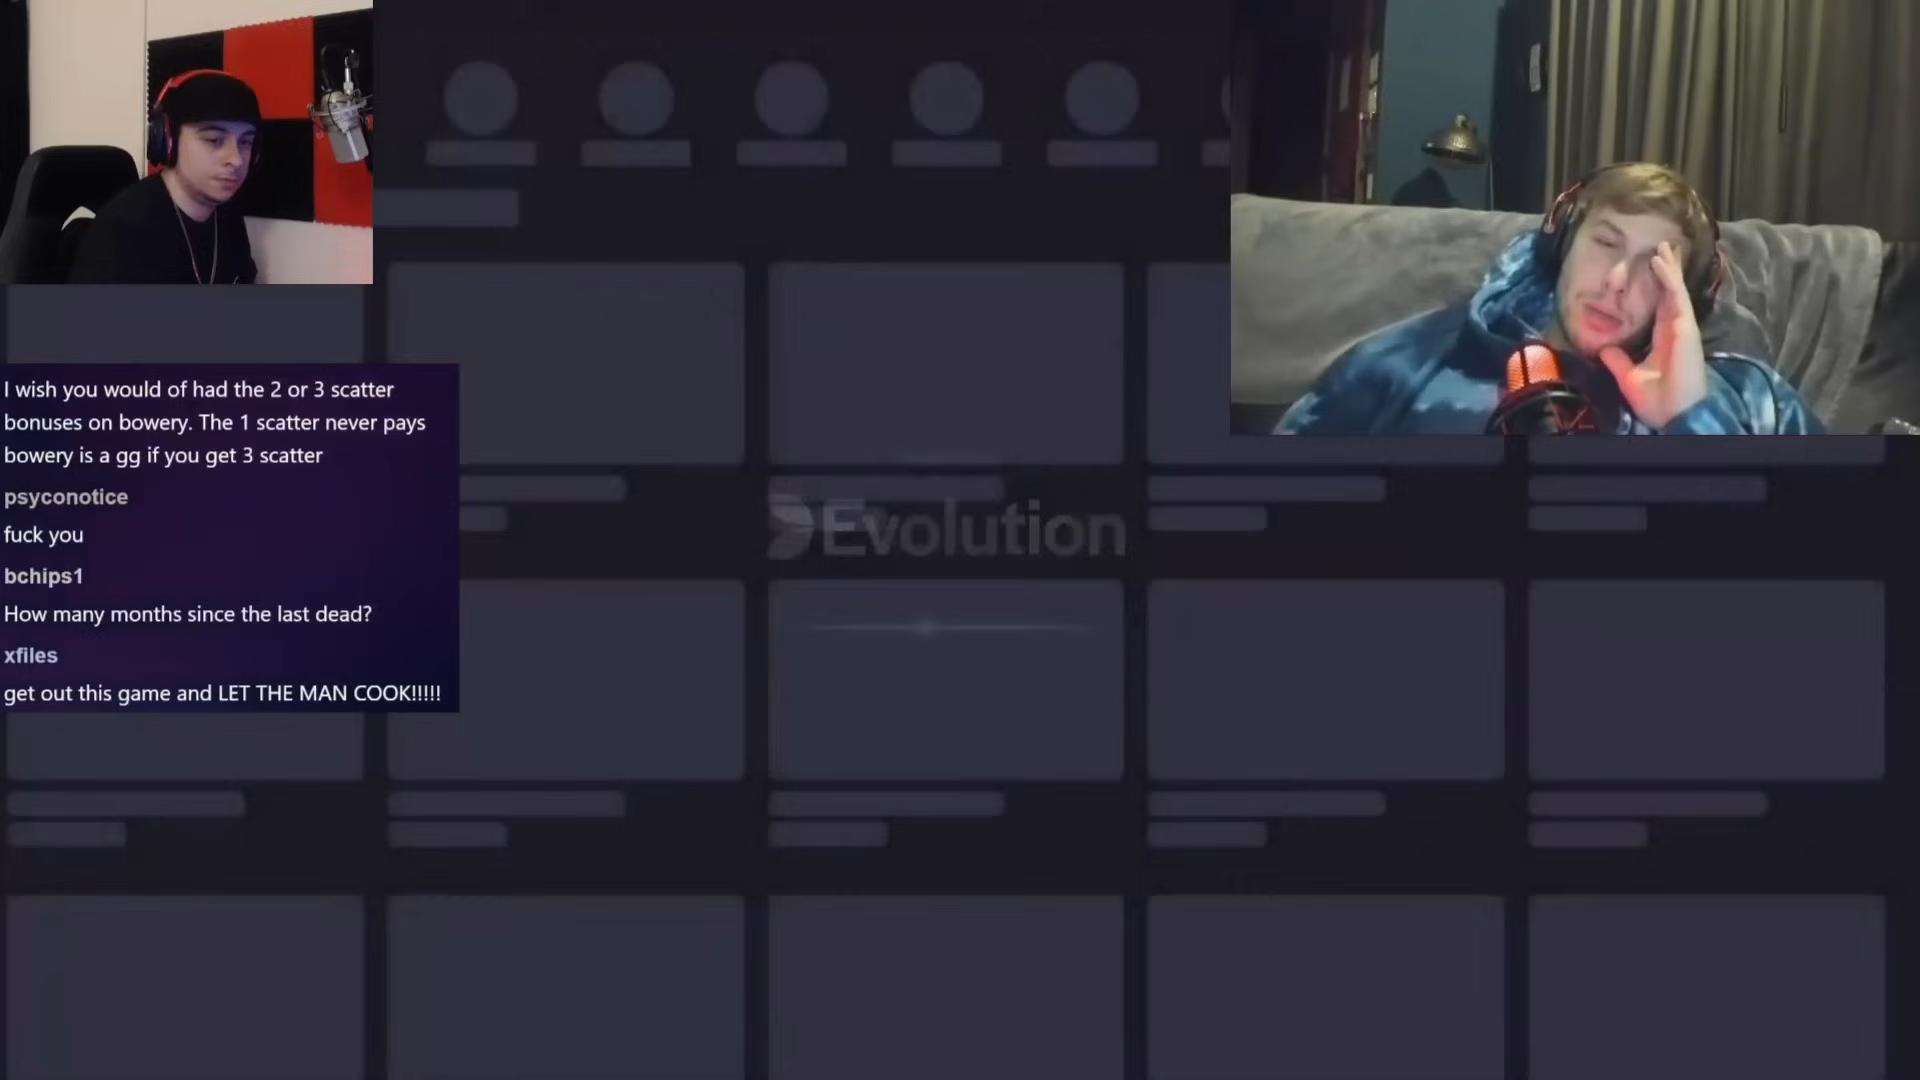 I wish you would of had the 2 or 3 scatter
bonuses on bowery. The 1 scatter never pays
bowery is a gg if you get 3 scatter
psyconotice
fuck you
bchips1
How many months since the last dead?
xfiles
get out this game and LET THE MAN COOK!!!!!
Evolution